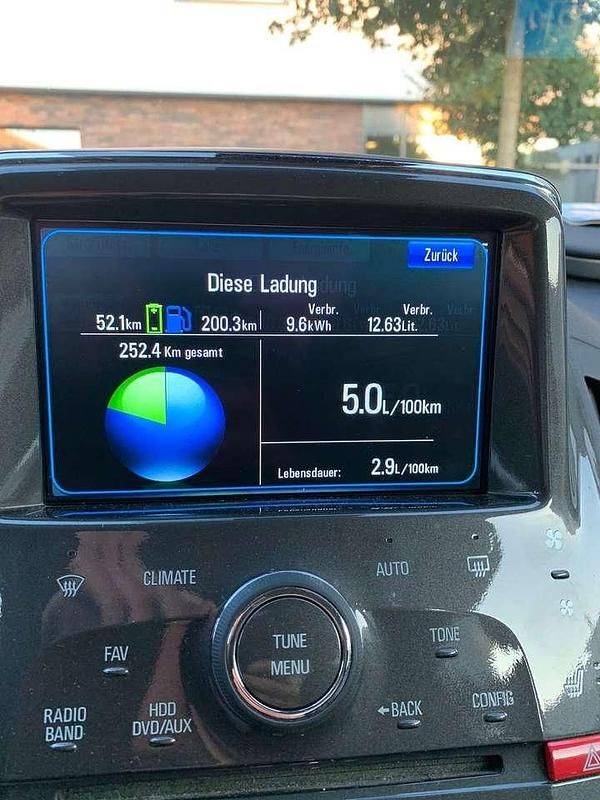 Zurück
Diese Ladung
Verbr. Verbr.
52.1km 200.3km 9.6kWh 12.63Lit.
252.4 Km gesamt
5.0L/100km
Lebensdauer: 2.9L/100km
CLIMATE AUTO
TUNE
MENU
FAV TONE
RADIO
BAND
HDD
DVD/AUX
BACK CONFIG